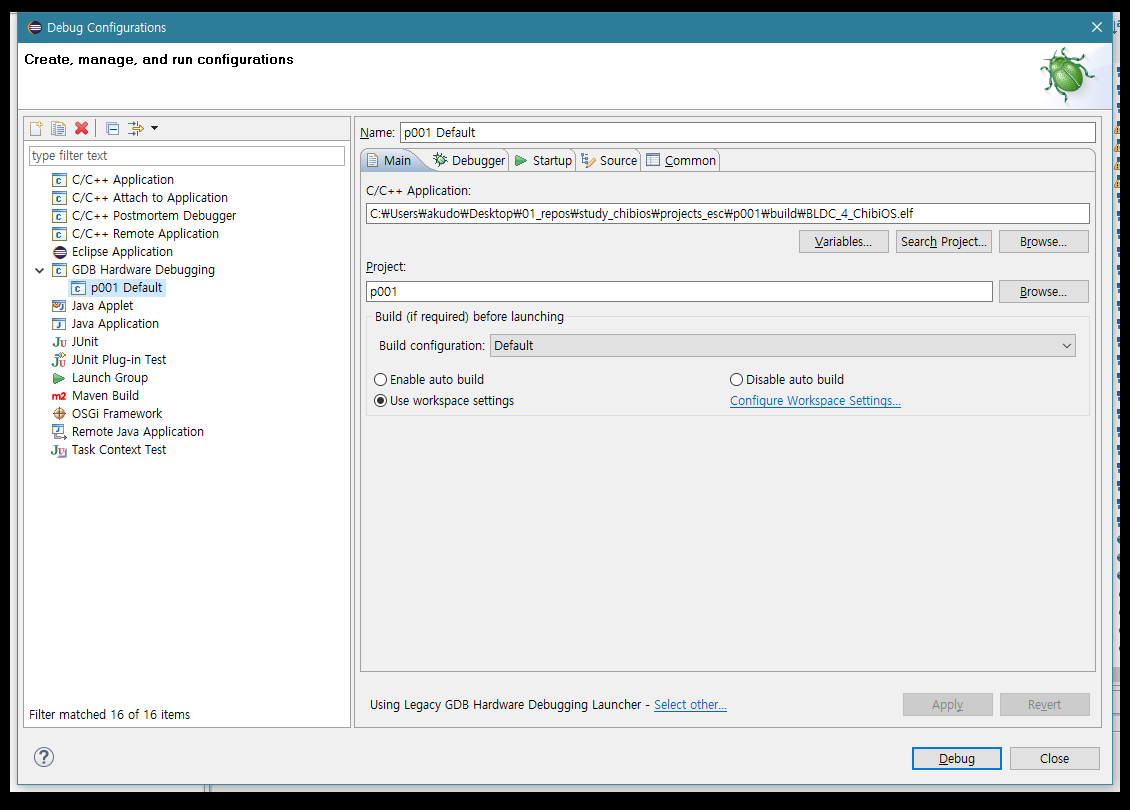 Debug Configurations
Create, manage, and run configurations
type filter text
C/C++ Application
C/C++ Attach to Application
C/C++ Postmortem Debugger
C/C++ Remote Application
Eclipse Application
GDB Hardware Debugging
p001 Default
Java Applet
Java Application
JUnit
JUnit Plug-in Test
Launch Group
Maven Build
OSGi Framework
Remote Java Application
Task Context Test
Filter matched 16 of 16 items
Name: p001 Default
Main Debugger Startup Source Common
C/C++ Application:
C:₩Users₩akudo₩Desktop₩01_repos₩study_chibios₩projects_esc₩p001₩build₩BLDC_4_ChibiOS.elf
Variables... Search Project... Browse...
Project:
p001 Browse...
Build (if required) before launching
Build configuration: Default
Enable auto build Disable auto build
Use workspace settings Configure Workspace Settings...
Using Legacy GDB Hardware Debugging Launcher - Select other... Apply Revert
Debug Close